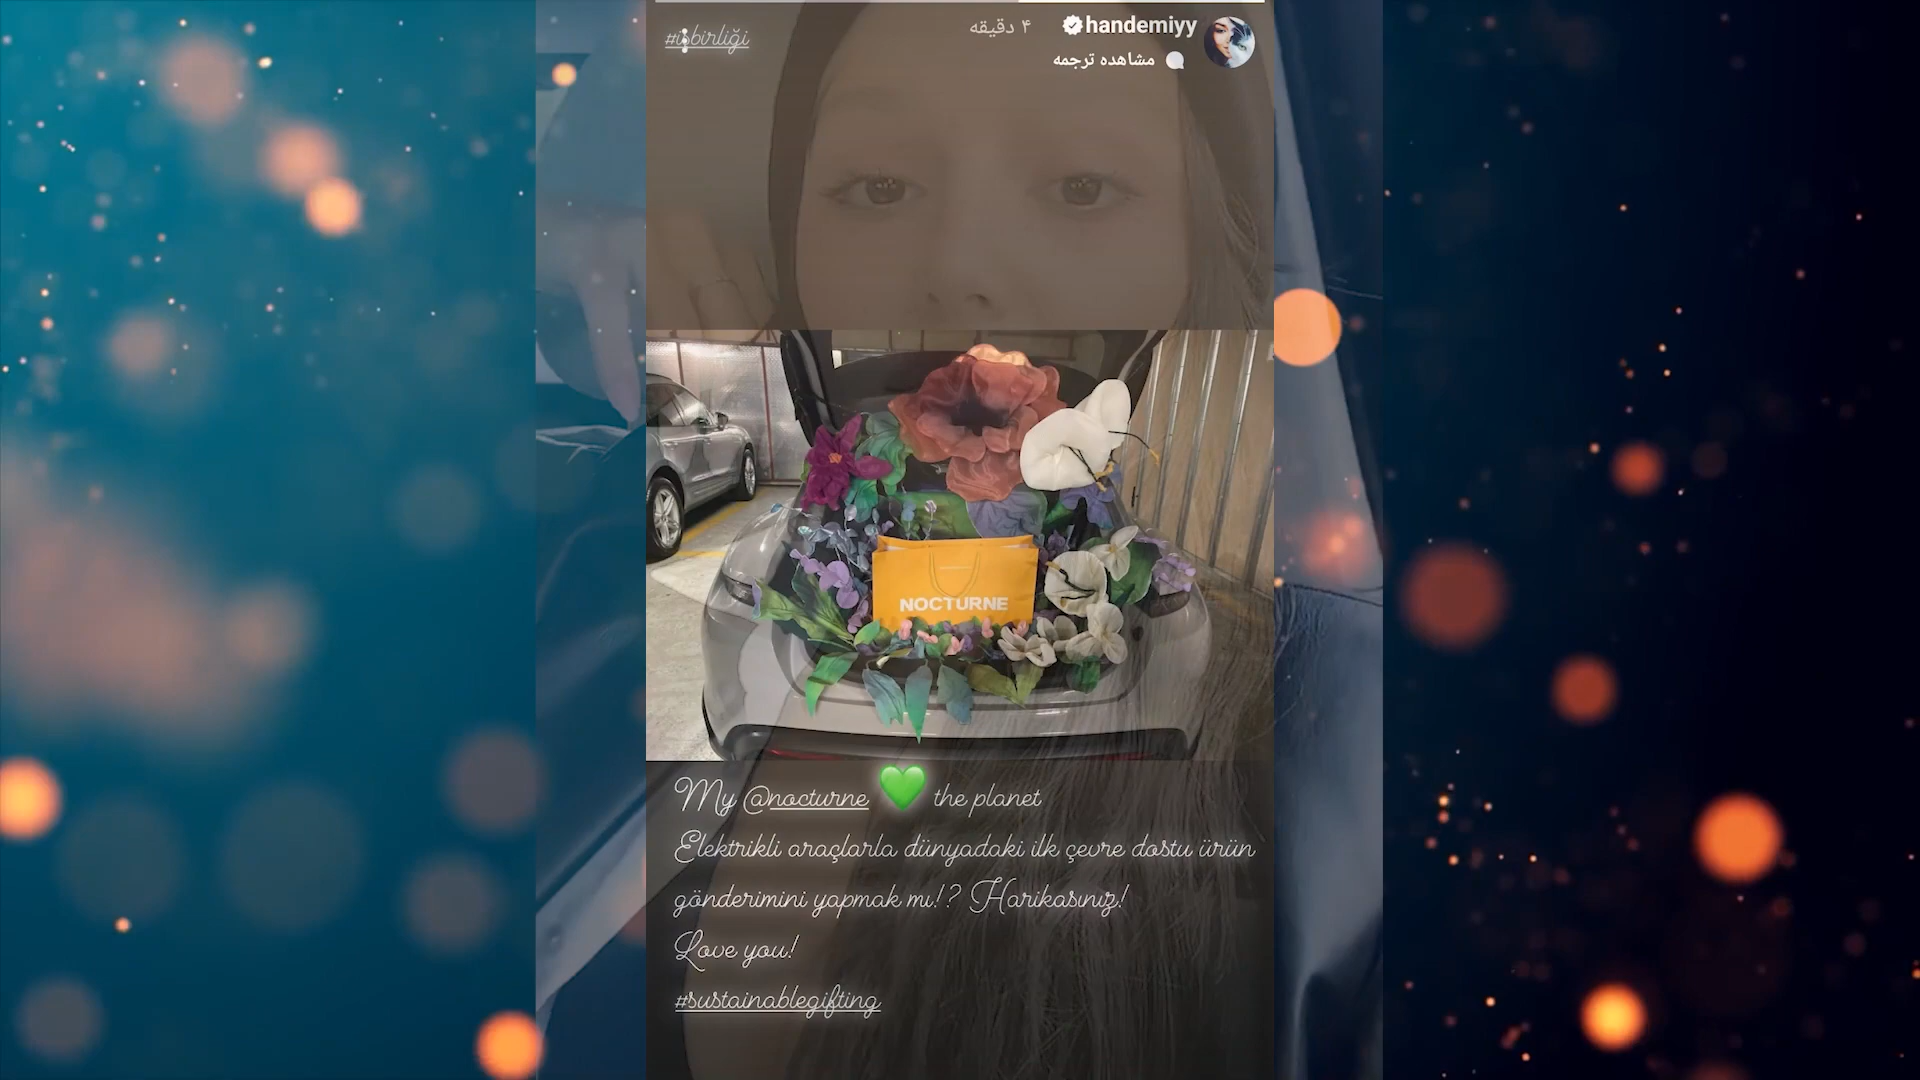 #işbirliği
handemiyy
۴ دقیقه
مشاهده ترجمه
NOCTURNE
My @nocturne 💚 the planet
Elektrikli araçlarla dünyadaki ilk çevre dostu ürün
gönderimini yapmak mı!? Harikasınız!
Love you!
#sustainablegifting